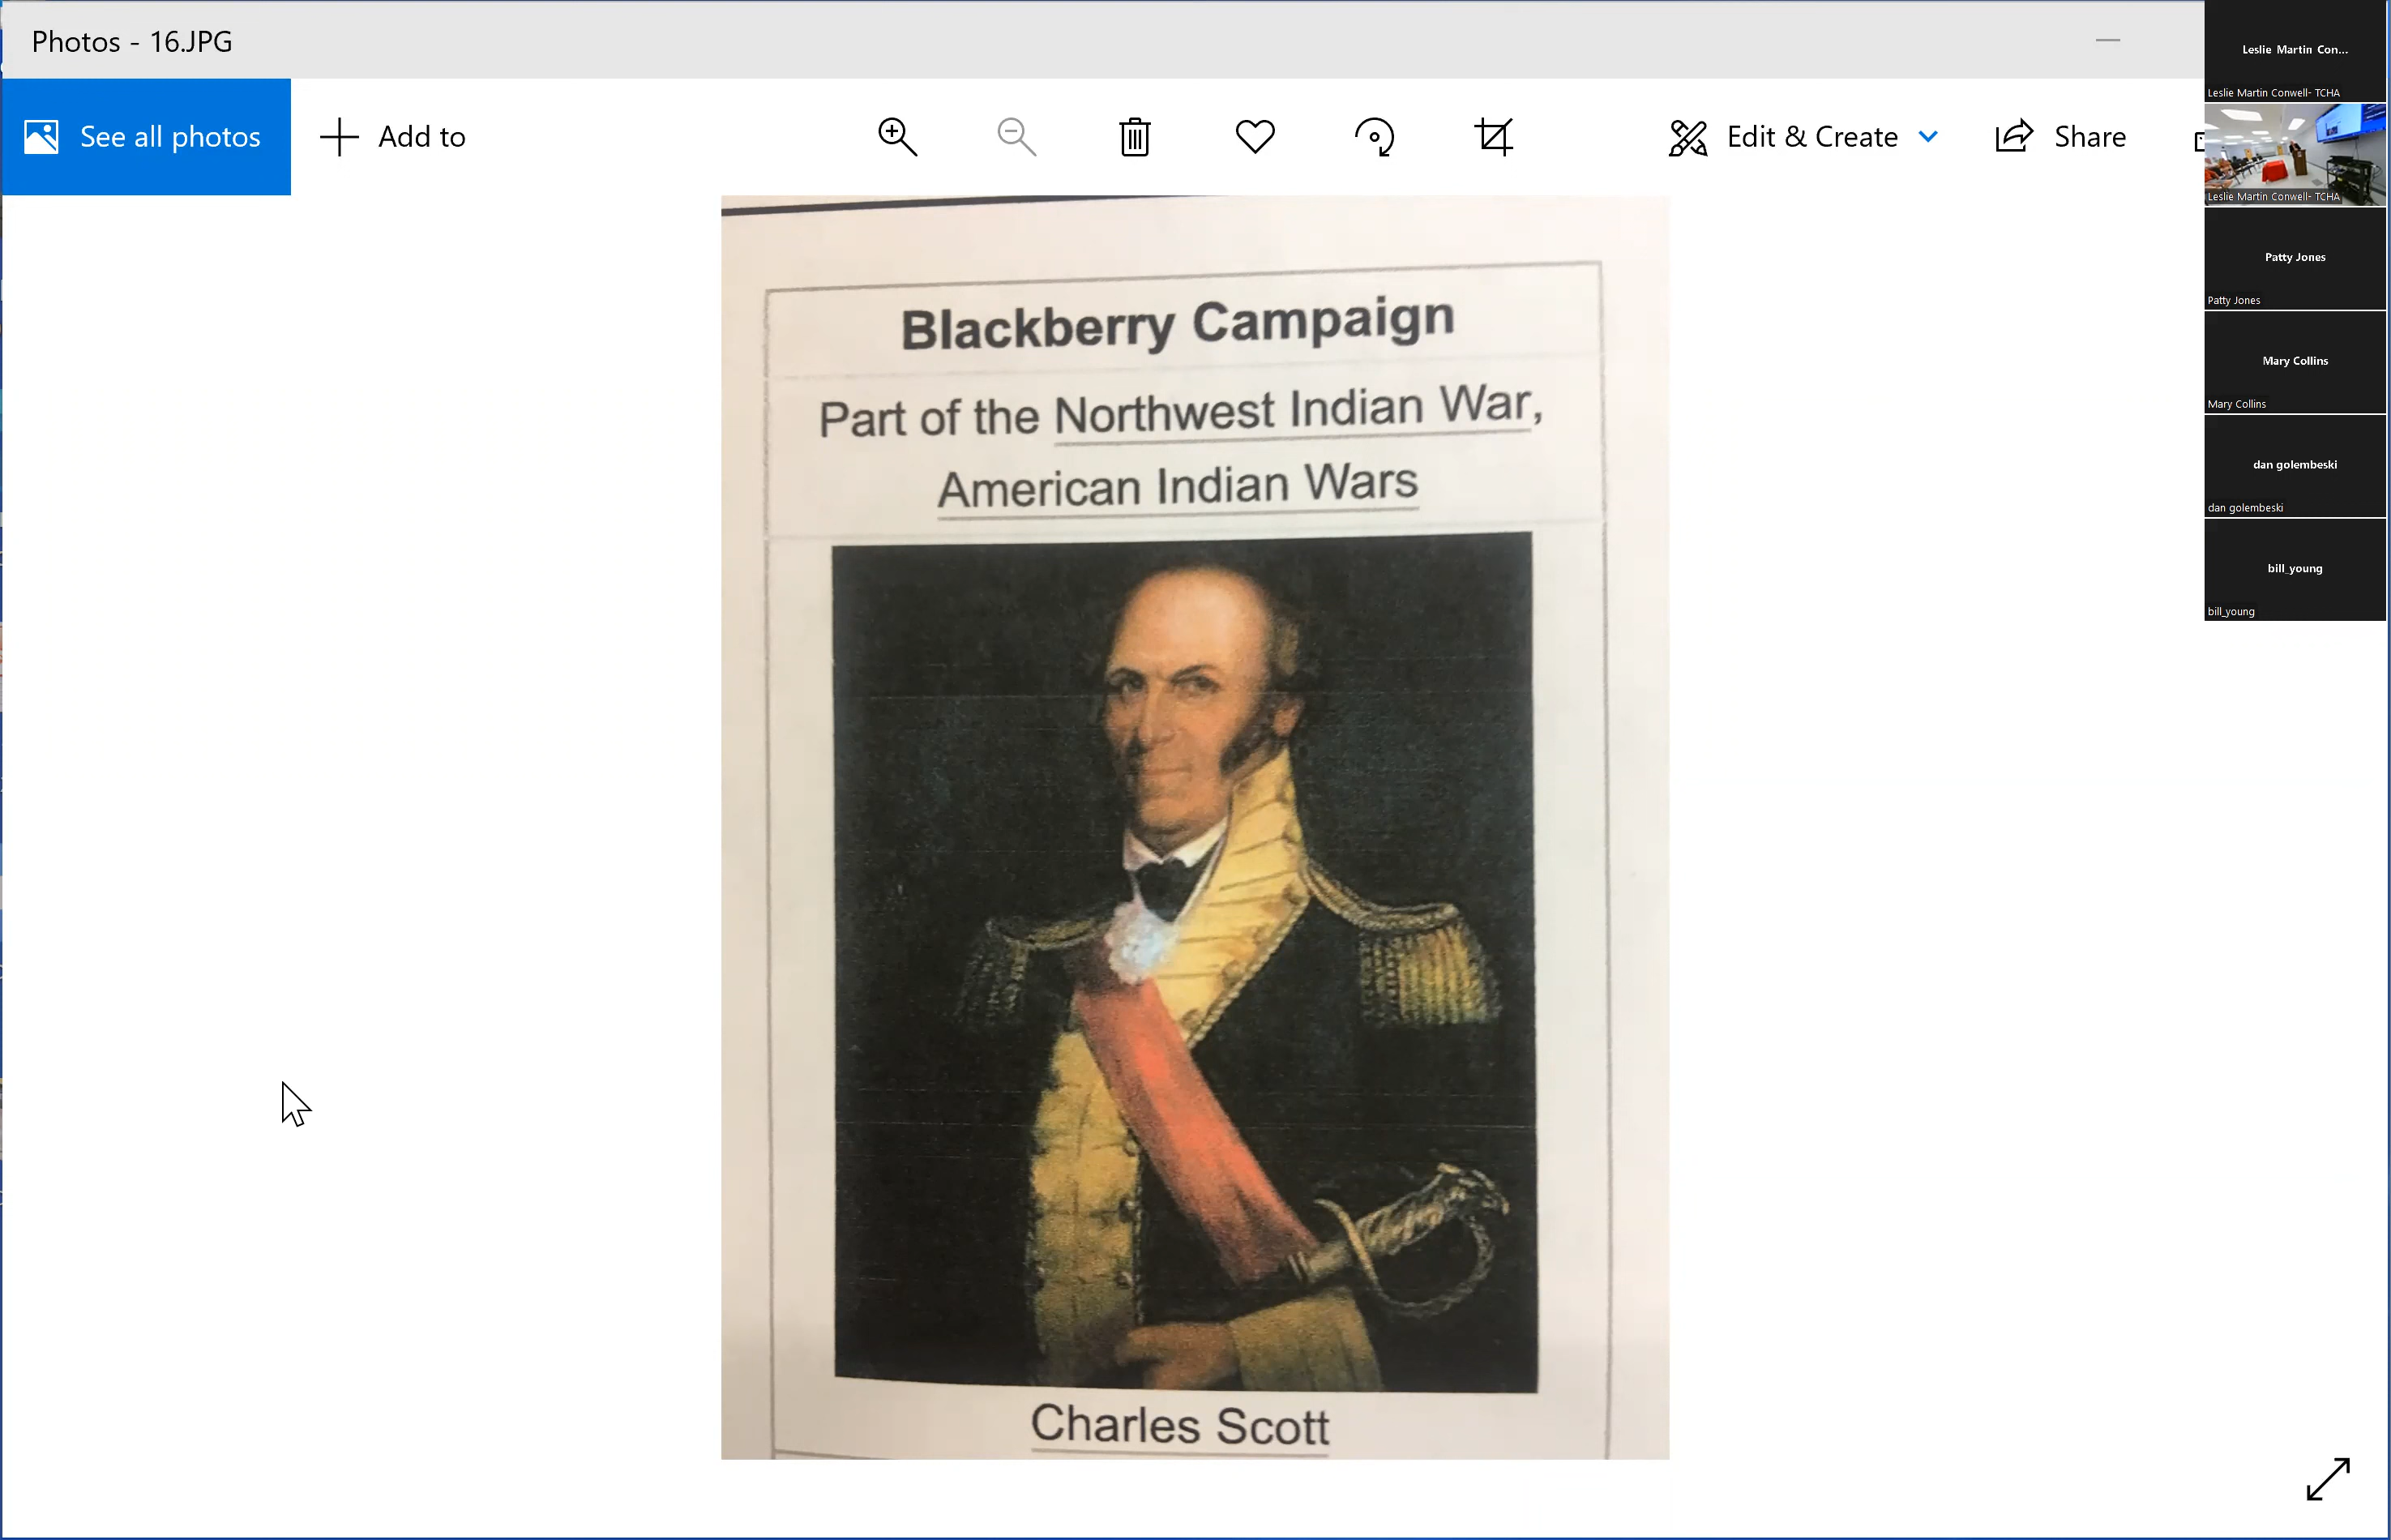 Photos - 16.JPG
See all photos
Add to
Edit & Create
Share
Blackberry Campaign
Part of the Northwest Indian War,
American Indian Wars
Charles Scott
Leslie Martin Con...
Leslie Martin Conwell- TCHA
Leslie Martin Conwell- TCHA
Patty Jones
Patty Jones
Mary Collins
Mary Collins
dan golembeski
dan golembeski
bill_young
bill_young